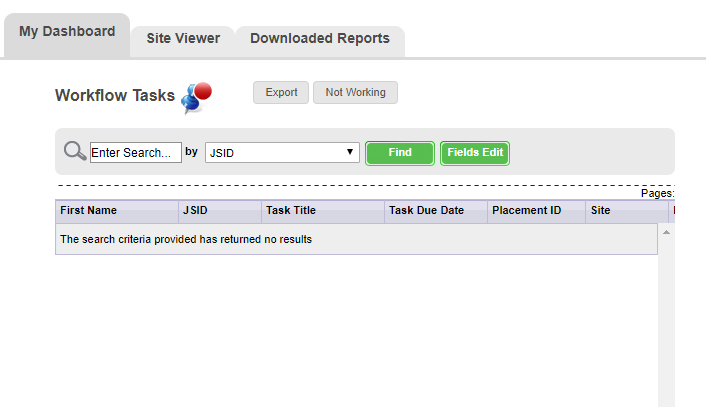 My Dashboard
Site Viewer
Downloaded Reports
Workflow Tasks
Export
Not Working
Enter Search... by JSID Find Fields Edit
Pages:
First Name JSID Task Title Task Due Date Placement ID Site
The search criteria provided has returned no results